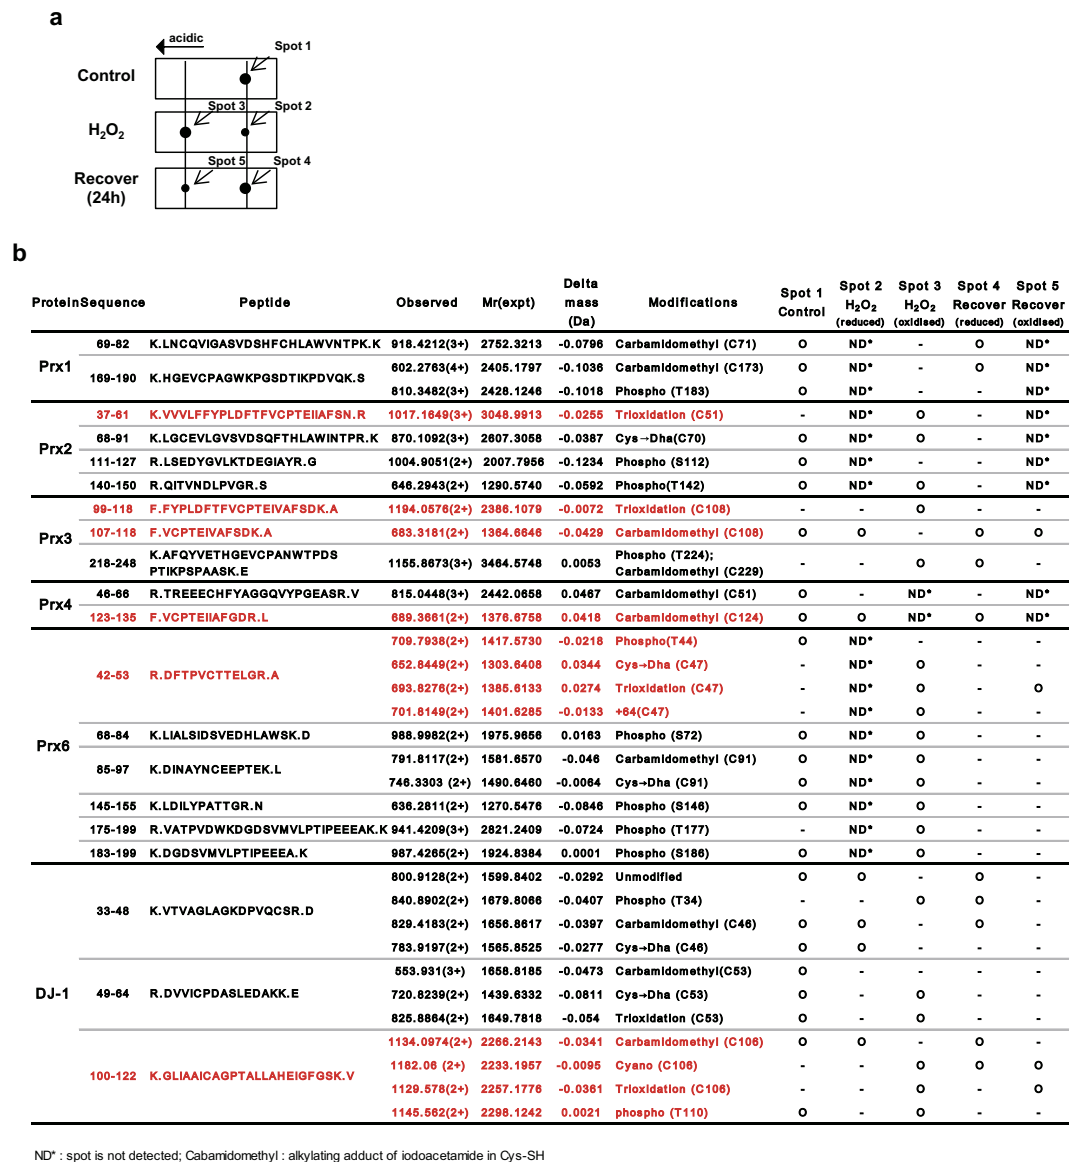 a
acidic
Spot 1
Control
Spot 3 Spot 2
H2O2
Spot 5 Spot 4
Recover
(24h)
b
Protein Sequence Peptide Observed Mr(expt) Delta mass (Da) Modifications Spot 1 Control Spot 2 H2O2 (reduced) Spot 3 H2O2 (oxidised) Spot 4 Recover (reduced) Spot 5 Recover (oxidised)
Prx1
69-82 K.LNCQVIGASVDSHFCHLAWVNTPK.K 918.4212(3+) 2752.3213 -0.0796 Carbamidomethyl (C71) O ND* - O ND*
169-190 K.HGEVCPAGWKPGSDTIKPDVQK.S 602.2763(4+) 2405.1797 -0.1036 Carbamidomethyl (C173) O ND* - O ND*
810.3482(3+) 2428.1246 -0.1018 Phospho (T183) O ND* - - ND*
Prx2
37-61 K.VVVLFFYPLDFTFVCPTEIIAFSN.R 1017.1649(3+) 3048.9913 -0.0255 Trioxidation (C51) - ND* O - ND*
68-91 K.LGCEVLGVSVDSQFTHLAWINTPR.K 870.1092(3+) 2607.3058 -0.0387 Cys→Dha(C70) O ND* O - ND*
111-127 R.LSEDYGVLKTDEGIAYR.G 1004.9051(2+) 2007.7956 -0.1234 Phospho (S112) O ND* - - ND*
140-150 R.QITVNDLPVGR.S 646.2943(2+) 1290.5740 -0.0592 Phospho(T142) O ND* O - ND*
Prx3
99-118 F.FYPLDFTFVCPTEIVAFSDK.A 1194.0576(2+) 2386.1079 -0.0072 Trioxidation (C108) - - O - -
107-118 F.VCPTEIVAFSDK.A 683.3181(2+) 1364.6646 -0.0429 Carbamidomethyl (C108) O O - O O
218-248 K.AFQYVETHGEVCPANWTPDS PTIKPSPAASK.E 1155.8673(3+) 3464.5748 0.0053 Phospho (T224); Carbamidomethyl (C229) - - O O -
Prx4
46-66 R.TREEECHFYAGGQVYPGEASR.V 815.0448(3+) 2442.0658 0.0467 Carbamidomethyl (C51) O - ND* - ND*
123-135 F.VCPTEIIAFGDR.L 689.3661(2+) 1376.6758 0.0418 Carbamidomethyl (C124) O O ND* O ND*
Prx6
42-53 R.DFTPVCTTELGR.A 709.7938(2+) 1417.5730 -0.0218 Phospho(T44) O ND* - - -
652.8449(2+) 1303.6408 0.0344 Cys→Dha (C47) - ND* O - -
693.8276(2+) 1385.6133 0.0274 Trioxidation (C47) - ND* O - O
701.8149(2+) 1401.6285 -0.0133 +64(C47) - ND* O - -
68-84 K.LIALSIDSVEDHLAWSK.D 988.9982(2+) 1975.9656 0.0163 Phospho (S72) O ND* O - -
85-97 K.DINAYNCEEPTEK.L 791.8117(2+) 1581.6570 -0.046 Carbamidomethyl (C91) O ND* O - -
746.3303 (2+) 1490.6460 -0.0064 Cys→Dha (C91) O ND* O - -
145-155 K.LDILYPATTGR.N 636.2811(2+) 1270.5476 -0.0846 Phospho (S146) O ND* O - -
175-199 R.VATPVDWKDGDSVMVLPTIPEEEAK.K 941.4209(3+) 2821.2409 -0.0724 Phospho (T177) - ND* O - -
183-199 K.DGDSVMVLPTIPEEEA.K 987.4265(2+) 1924.8384 0.0001 Phospho (S186) O ND* O - -
DJ-1
33-48 K.VTVAGLAGKDPVQCSR.D 800.9128(2+) 1599.8402 -0.0292 Unmodified O O - O -
840.8902(2+) 1679.8066 -0.0407 Phospho (T34) - - O O -
829.4183(2+) 1656.8617 -0.0397 Carbamidomethyl (C46) O O - O -
783.9197(2+) 1565.8525 -0.0277 Cys→Dha (C46) O O - - -
49-64 R.DVVICPDASLEDAKK.E 553.931(3+) 1658.8185 -0.0473 Carbamidomethyl(C53) O - - - -
720.8239(2+) 1439.6332 -0.0811 Cys→Dha (C53) O - O - -
825.8864(2+) 1649.7818 -0.054 Trioxidation (C53) O - O - -
100-122 K.GLIAAICAGPTALLAHEIGFGSK.V 1134.0974(2+) 2266.2143 -0.0341 Carbamidomethyl (C106) O O - O -
1182.06 (2+) 2233.1957 -0.0095 Cyano (C106) - - O O O
1129.578(2+) 2257.1776 -0.0361 Trioxidation (C106) - - O - O
1145.562(2+) 2298.1242 0.0021 phospho (T110) O - O - -
ND* : spot is not detected; Cabamidomethyl : alkylating adduct of iodoacetamide in Cys-SH